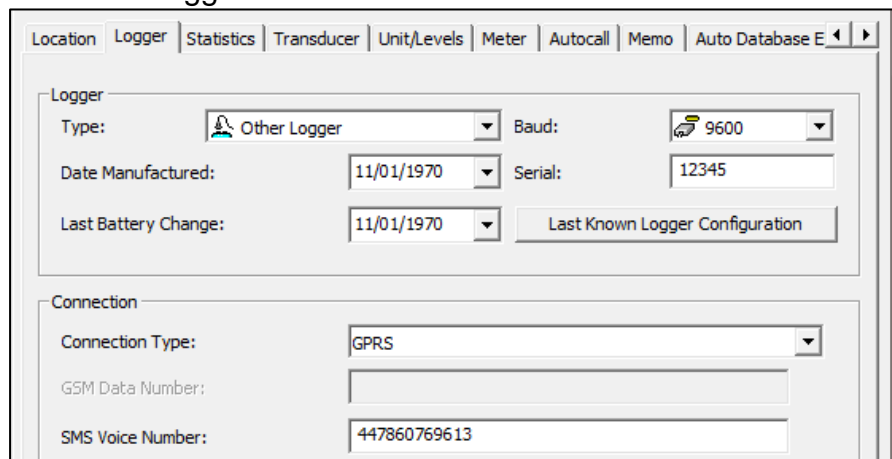 Location Logger Statistics Transducer Unit/Levels Meter Autocall Memo Auto Database E
Logger
Type: Other Logger Baud: 9600
Date Manufactured: 11/01/1970 Serial: 12345
Last Battery Change: 11/01/1970 Last Known Logger Configuration
Connection
Connection Type: GPRS
GSM Data Number:
SMS Voice Number: 447860769613